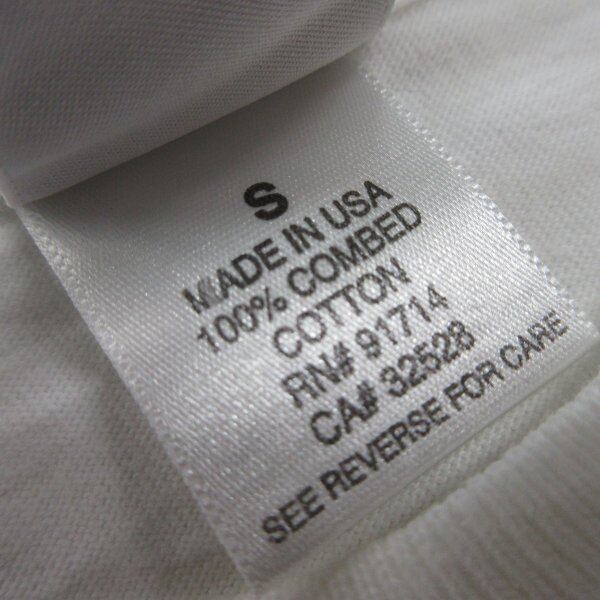 S
MADE IN USA
100% COMBED
COTTON
RN# 91714
CA# 32528
SEE REVERSE FOR CARE